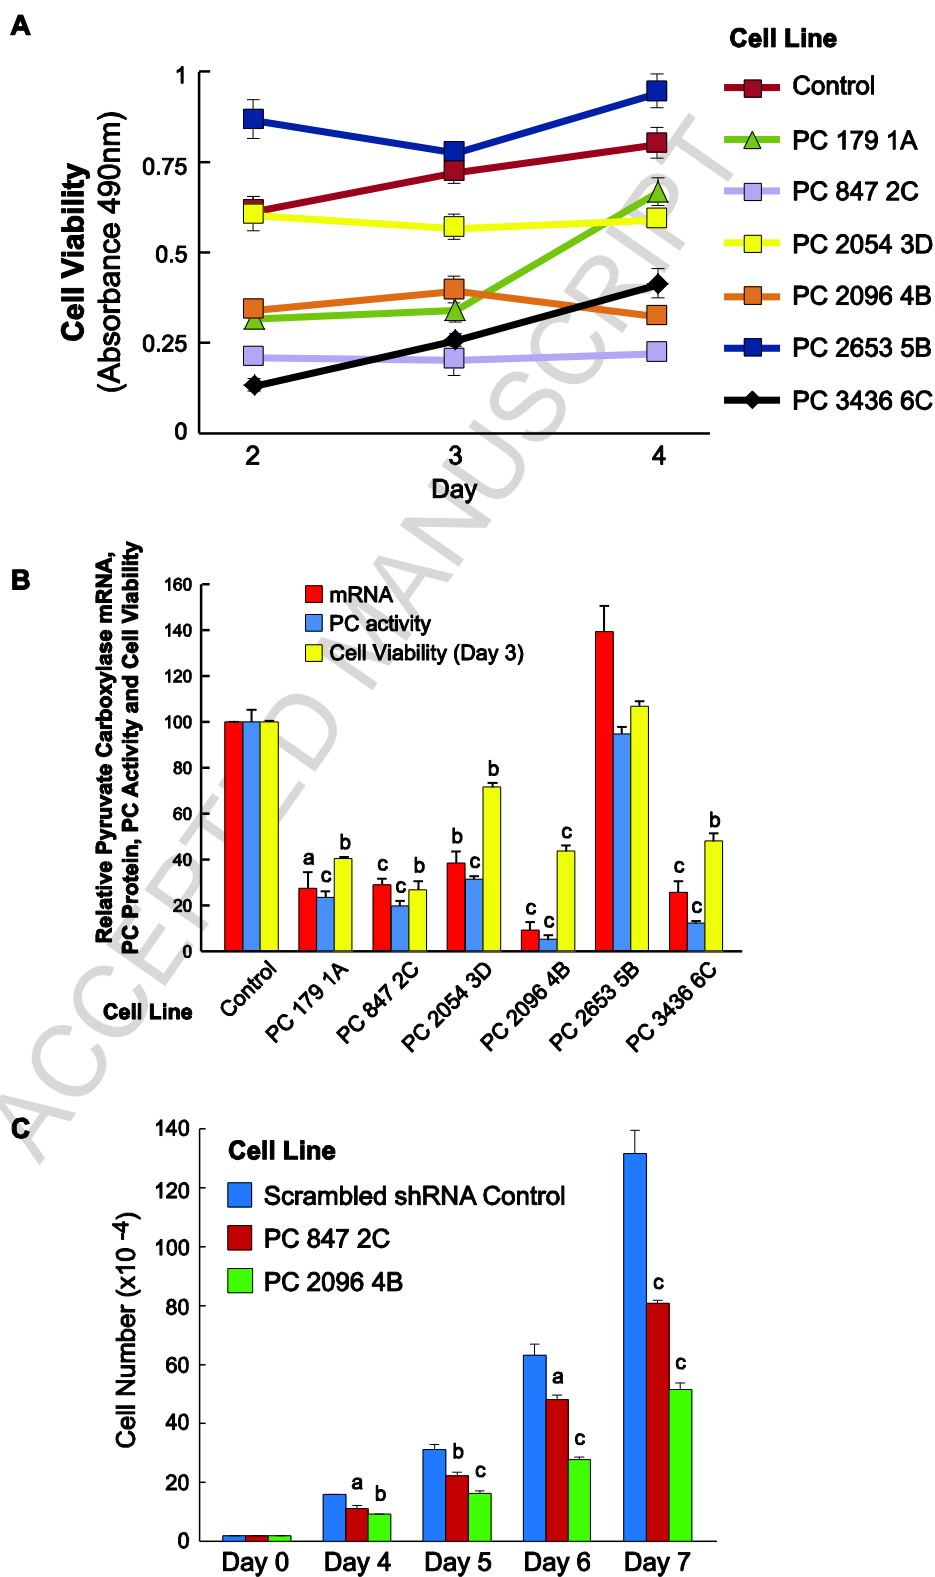 A
Cell Line
Control
PC 179 1A
PC 847 2C
PC 2054 3D
PC 2096 4B
PC 2653 5B
PC 3436 6C
Cell Viability
(Absorbance 490nm)
1
0.75
0.5
0.25
0
2 3 4
Day
B
Relative Pyruvate Carboxylase mRNA,
PC Protein, PC Activity and Cell Viability
160
140
120
100
80
60
40
20
0
mRNA
PC activity
Cell Viability (Day 3)
a c b
c c b
b c b
c c c
c c b
Cell Line
Control
PC 179 1A
PC 847 2C
PC 2054 3D
PC 2096 4B
PC 2653 5B
PC 3436 6C
C
Cell Number (x10 -4)
140
120
100
80
60
40
20
0
Cell Line
Scrambled shRNA Control
PC 847 2C
PC 2096 4B
a b
b c
a c
c c
Day 0 Day 4 Day 5 Day 6 Day 7
ACCEPTED MANUSCRIPT